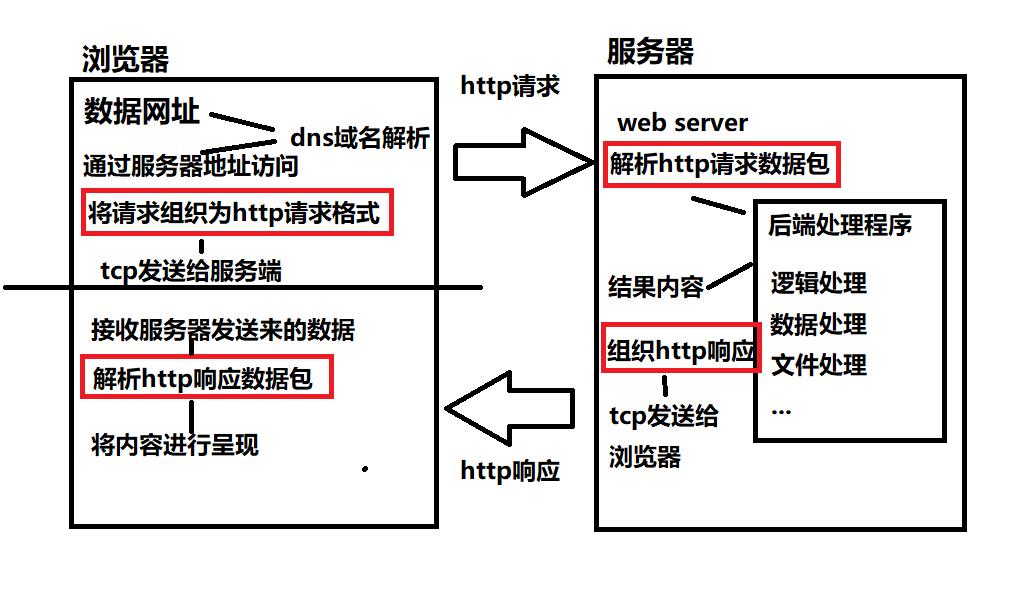 浏览器
数据网址
dns域名解析
通过服务器地址访问
将请求组织为http请求格式
tcp发送给服务端
接收服务器发送来的数据
解析http响应数据包
将内容进行呈现
http请求
http响应
服务器
web server
解析http请求数据包
后端处理程序
逻辑处理
数据处理
文件处理
...
结果内容
组织http响应
tcp发送给
浏览器